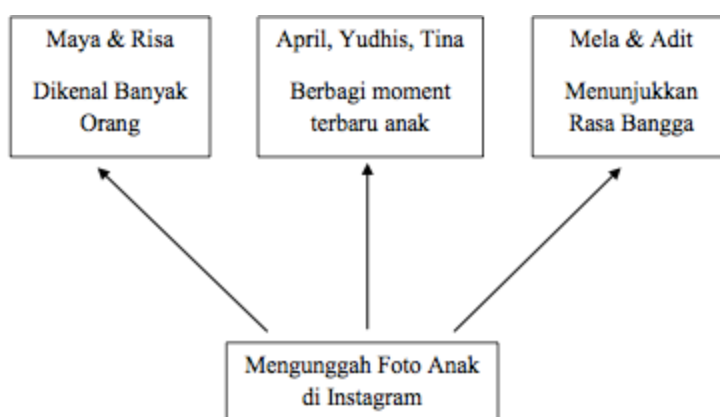 Maya & Risa
Dikenal Banyak
Orang
April, Yudhis, Tina
Berbagi moment
terbaru anak
Mela & Adit
Menunjukkan
Rasa Bangga
Mengunggah Foto Anak
di Instagram